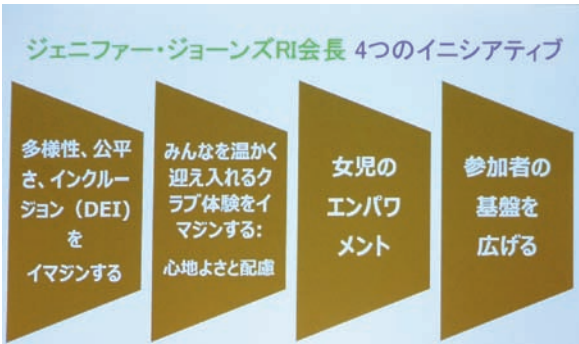 ジェニファー・ジョーンズRI会長 4つのイニシアティブ
多様性、公平
さ、インクルー
ジョン（DEI)
を
イマジンする
みんなを温かく
迎え入れるク
ラブ体験をイ
マジンする:
心地よさと配慮
女児の
エンパワ
メント
参加者の
基盤を
広げる